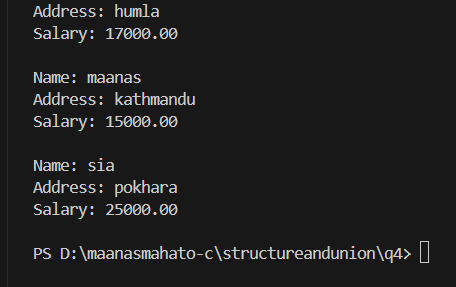 Address: humla
Salary: 17000.00
Name: maanas
Address: kathmandu
Salary: 15000.00
Name: sia
Address: pokhara
Salary: 25000.00
PS D:\maanasmahato-c\structureandunion\q4>